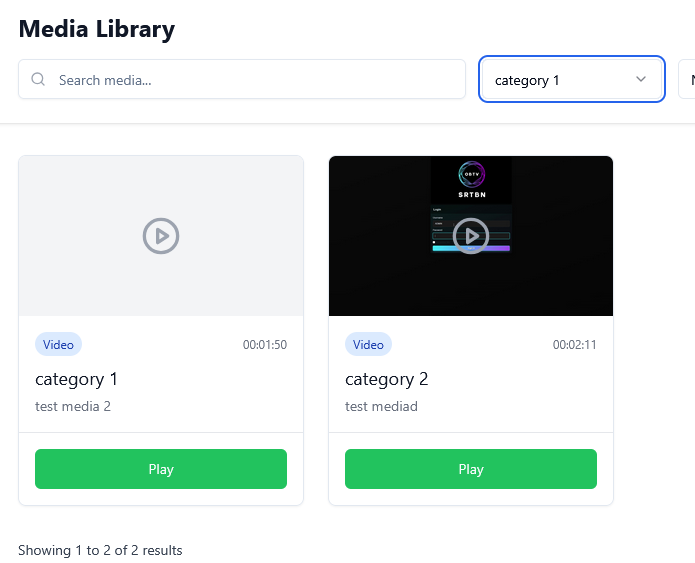 Media Library
Search media...
category 1
OBTV
SRTBN
Login
Video 00:01:50
category 1
test media 2
Play
Video 00:02:11
category 2
test mediad
Play
Showing 1 to 2 of 2 results